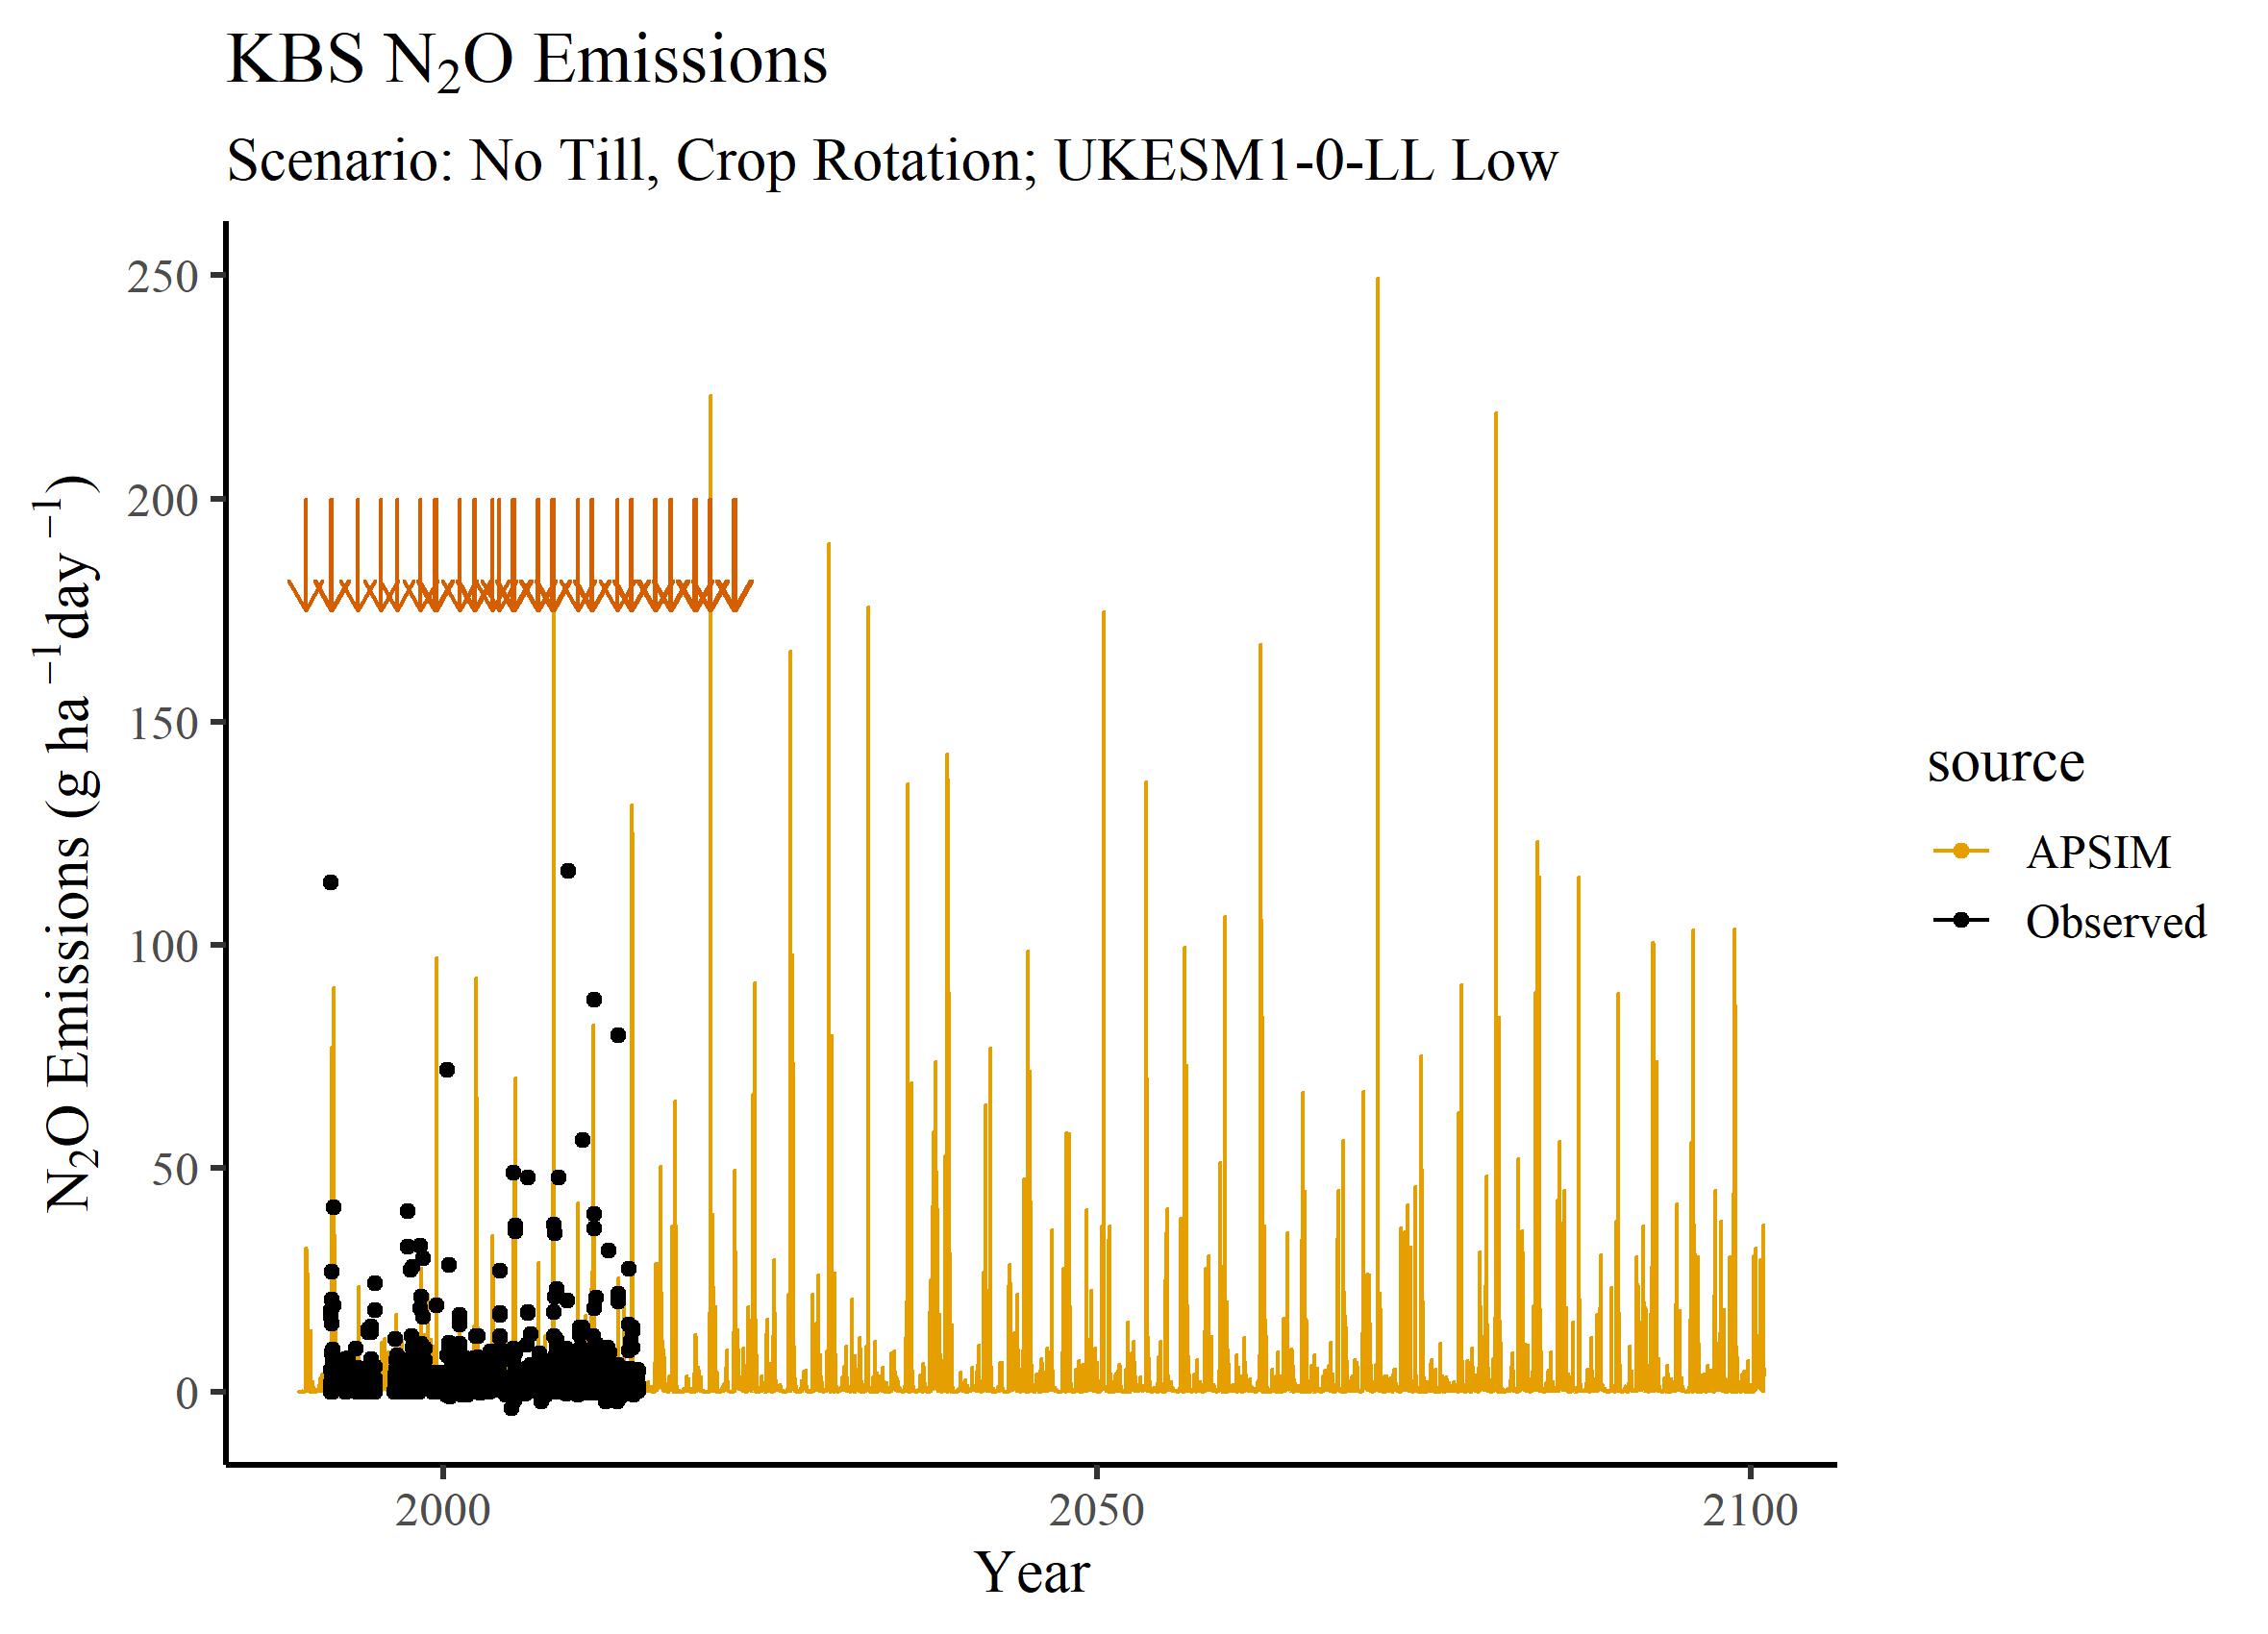 KBS N₂O Emissions
Scenario: No Till, Crop Rotation; UKESM1-0-LL Low
N₂O Emissions (g ha ⁻¹day ⁻¹)
250
200
150
100
50
0
2000 2050 2100
Year
source
APSIM
Observed